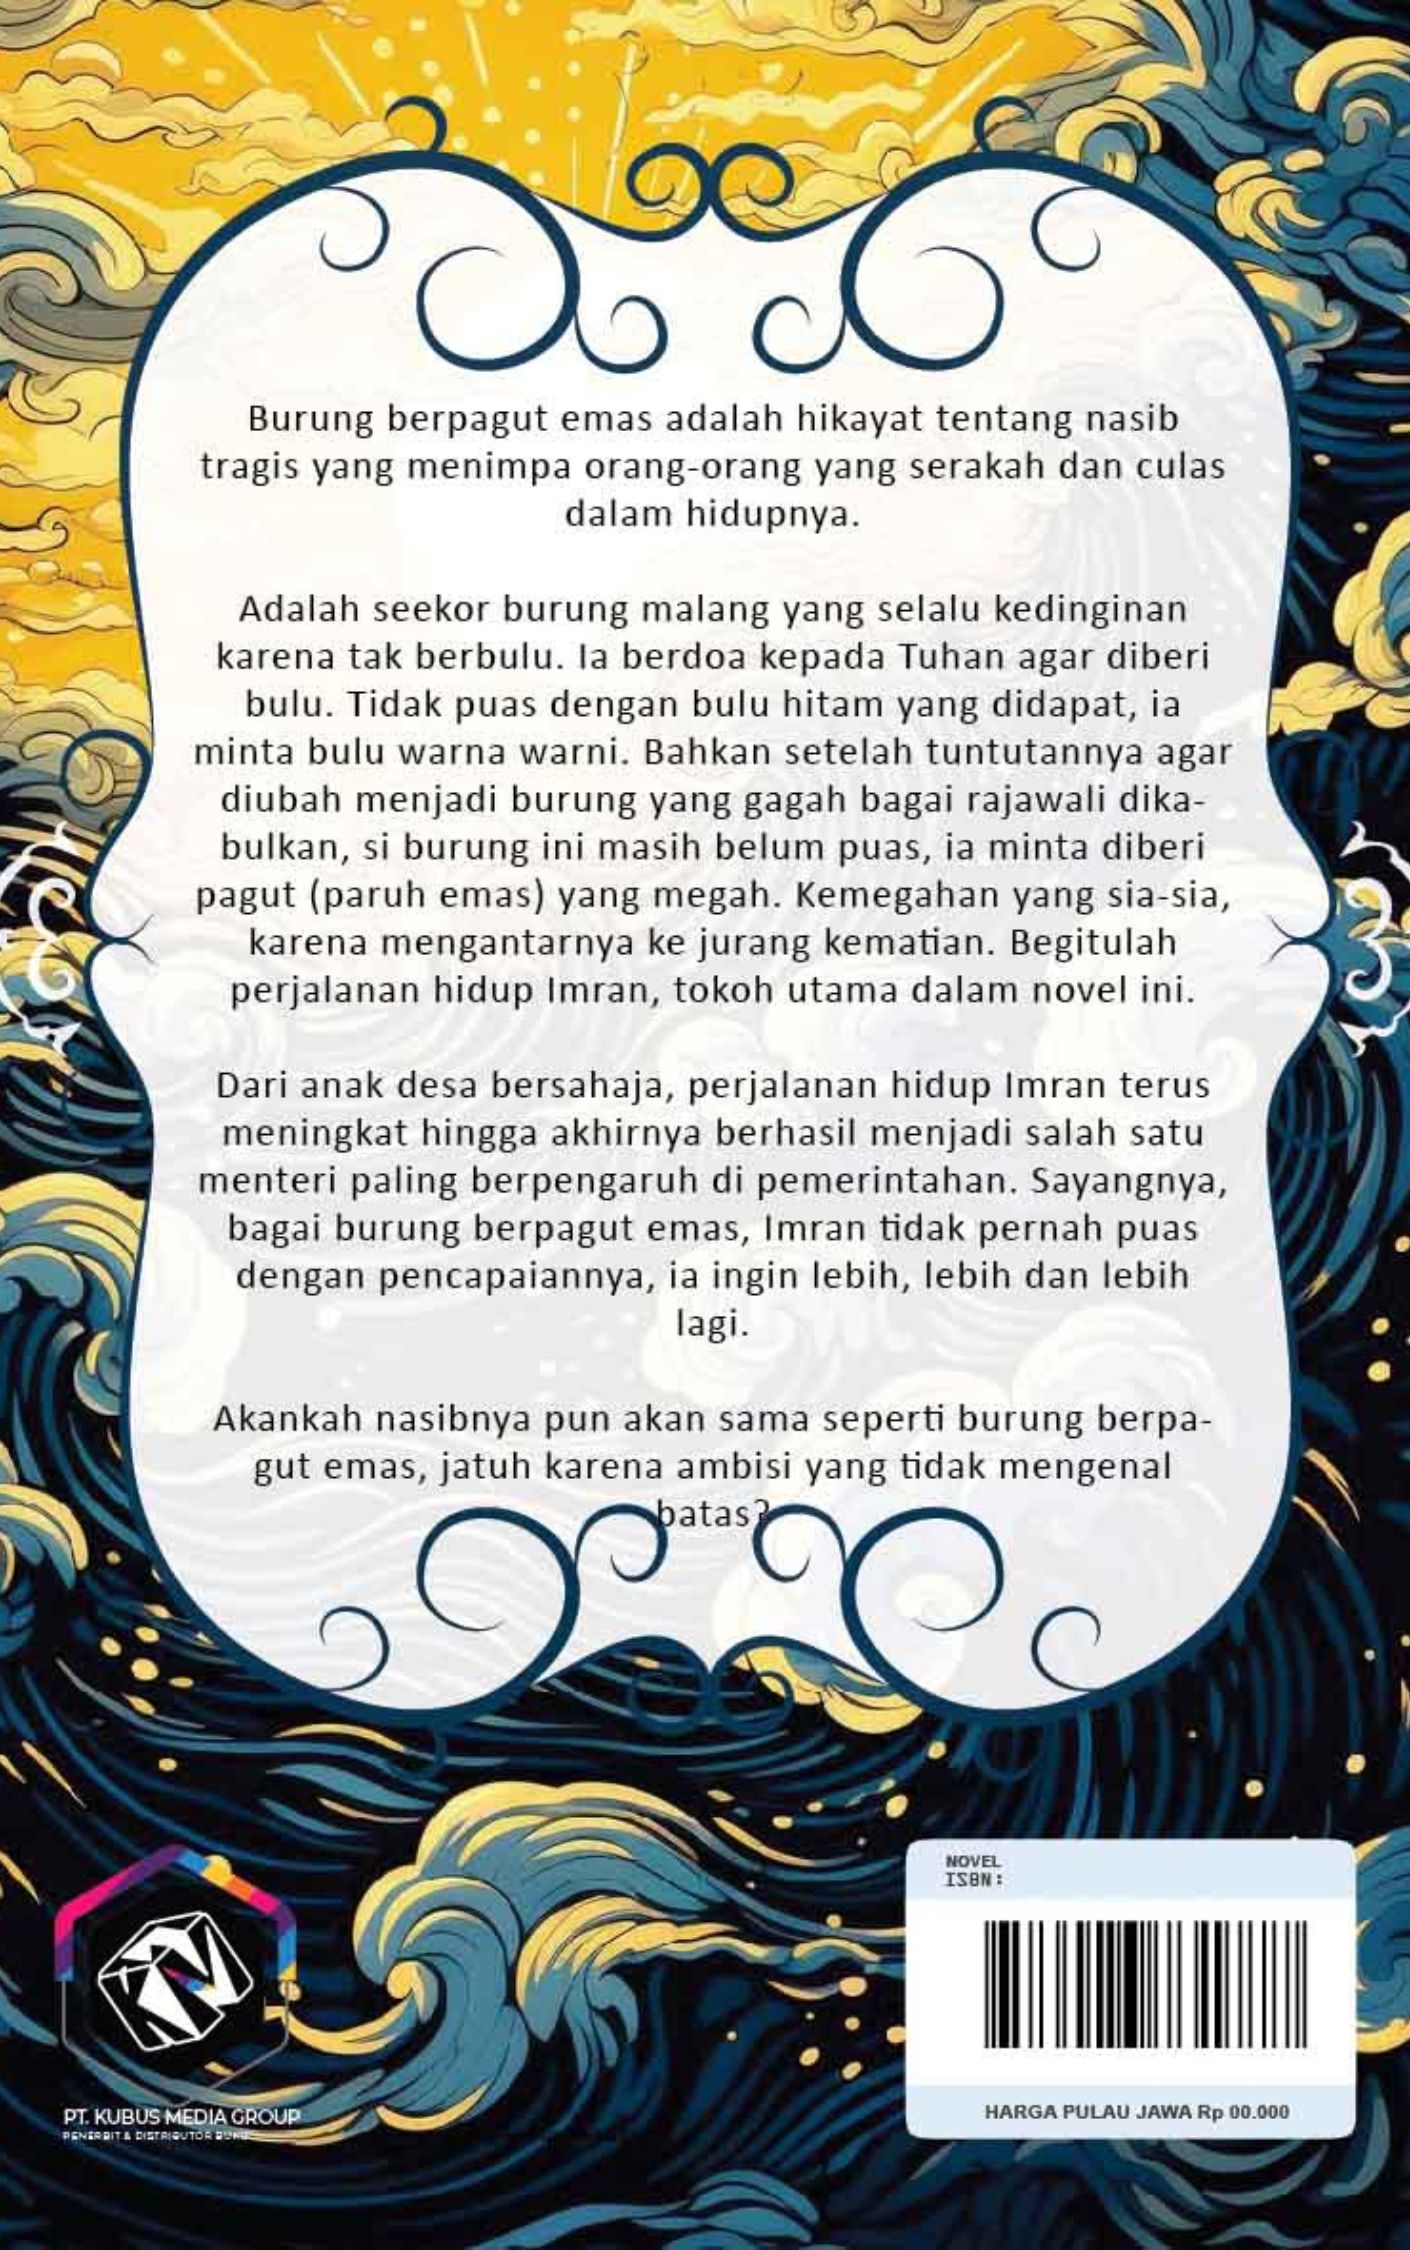 Burung berpagut emas adalah hikayat tentang nasib
tragis yang menimpa orang-orang yang serakah dan culas
dalam hidupnya.
Adalah seekor burung malang yang selalu kedinginan
karena tak berbulu. Ia berdoa kepada Tuhan agar diberi
bulu. Tidak puas dengan bulu hitam yang didapat, ia
minta bulu warna warni. Bahkan setelah tuntutannya agar
diubah menjadi burung yang gagah bagai rajawali dika-
bulkan, si burung ini masih belum puas, ia minta diberi
pagut (paruh emas) yang megah. Kemegahan yang sia-sia,
karena mengantarnya ke jurang kematian. Begitulah
perjalanan hidup Imran, tokoh utama dalam novel ini.
Dari anak desa bersahaja, perjalanan hidup Imran terus
meningkat hingga akhirnya berhasil menjadi salah satu
menteri paling berpengaruh di pemerintahan. Sayangnya,
bagai burung berpagut emas, Imran tidak pernah puas
dengan pencapaiannya, ia ingin lebih, lebih dan lebih
lagi.
Akankah nasibnya pun akan sama seperti burung berpa-
gut emas, jatuh karena ambisi yang tidak mengenal
batas?
NOVEL
ISBN:
HARGA PULAU JAWA Rp 00.000
PT. KUBUS MEDIA GROUP
PENERBIT & DISTRIBUTOR BUKU